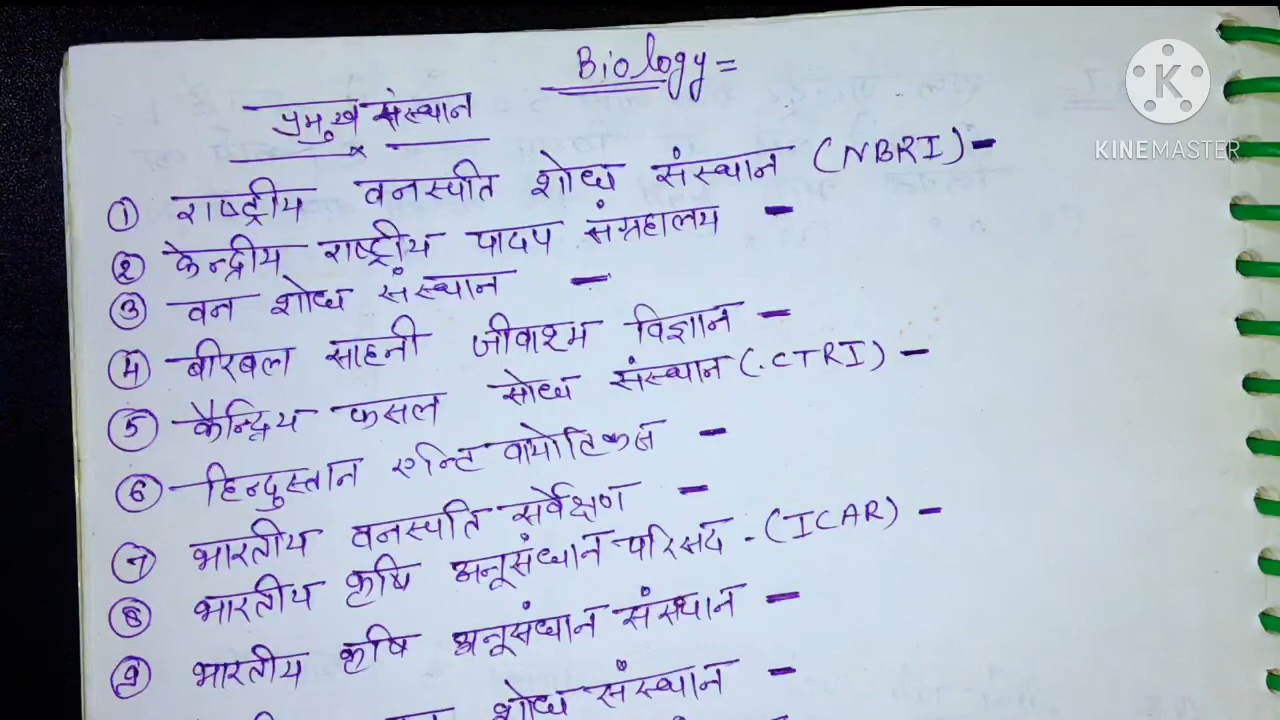 Biology =
प्रमुख संस्थान
① राष्ट्रीय वनस्पति शोध संस्थान (NBRI) -
② केन्द्रीय राष्ट्रीय पादप संग्रहालय -
③ वन शोध संस्थान -
④ बीरबल साहनी जीवाश्म विज्ञान -
⑤ कैन्द्रिय फसल सोध संस्थान (.CTRI) -
⑥ हिन्दुस्तान एन्टि वायोटिकस -
⑦ भारतीय वनस्पति सर्वेक्षण -
⑧ भारतीय कृषि अनूसंधान परिसद - (ICAR) -
⑨ भारतीय कृषि अनूसंधान संस्थान -
शोध संस्थान -
K
KINEMASTER